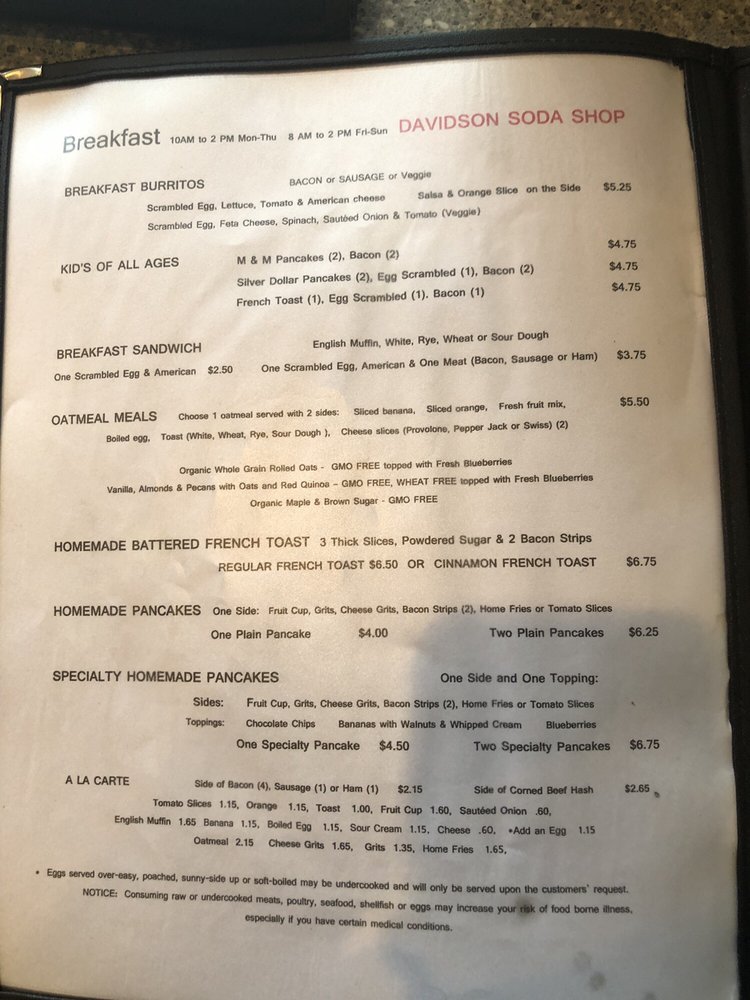 Breakfast 10AM to 2 PM Mon-Thu 8 AM to 2 PM Fri-Sun DAVIDSON SODA SHOP
BREAKFAST BURRITOS BACON or SAUSAGE or Veggie
Scrambled Egg, Lettuce, Tomato & American cheese Salsa & Orange Slice on the Side $5.25
Scrambled Egg, Feta Cheese, Spinach, Sautéed Onion & Tomato (Veggie)
KID'S OF ALL AGES M & M Pancakes (2), Bacon (2) $4.75
Silver Dollar Pancakes (2), Egg Scrambled (1), Bacon (2) $4.75
French Toast (1), Egg Scrambled (1). Bacon (1) $4.75
BREAKFAST SANDWICH English Muffin, White, Rye, Wheat or Sour Dough
One Scrambled Egg & American $2.50 One Scrambled Egg, American & One Meat (Bacon, Sausage or Ham) $3.75
OATMEAL MEALS Choose 1 oatmeal served with 2 sides: Sliced banana, Sliced orange, Fresh fruit mix, $5.50
Boiled egg, Toast (White, Wheat, Rye, Sour Dough ), Cheese slices (Provolone, Pepper Jack or Swiss) (2)
Organic Whole Grain Rolled Oats - GMO FREE topped with Fresh Blueberries
Vanilla, Almonds & Pecans with Oats and Red Quinoa – GMO FREE, WHEAT FREE topped with Fresh Blueberries
Organic Maple & Brown Sugar - GMO FREE
HOMEMADE BATTERED FRENCH TOAST 3 Thick Slices, Powdered Sugar & 2 Bacon Strips
REGULAR FRENCH TOAST $6.50 OR CINNAMON FRENCH TOAST $6.75
HOMEMADE PANCAKES One Side: Fruit Cup, Grits, Cheese Grits, Bacon Strips (2), Home Fries or Tomato Slices
One Plain Pancake $4.00 Two Plain Pancakes $6.25
SPECIALTY HOMEMADE PANCAKES One Side and One Topping:
Sides: Fruit Cup, Grits, Cheese Grits, Bacon Strips (2), Home Fries or Tomato Slices
Toppings: Chocolate Chips Bananas with Walnuts & Whipped Cream Blueberries
One Specialty Pancake $4.50 Two Specialty Pancakes $6.75
A LA CARTE Side of Bacon (4), Sausage (1) or Ham (1) $2.15 Side of Corned Beef Hash $2.65
Tomato Slices 1.15, Orange 1.15, Toast 1.00, Fruit Cup 1.60, Sautéed Onion .60,
English Muffin 1.65 Banana 1.15, Boiled Egg 1.15, Sour Cream 1.15, Cheese .60, *Add an Egg 1.15
Oatmeal 2.15 Cheese Grits 1.65, Grits 1.35, Home Fries 1.65,
* Eggs served over-easy, poached, sunny-side up or soft-boiled may be undercooked and will only be served upon the customers' request.
NOTICE: Consuming raw or undercooked meats, poultry, seafood, shellfish or eggs may increase your risk of food borne illness,
especially if you have certain medical conditions.